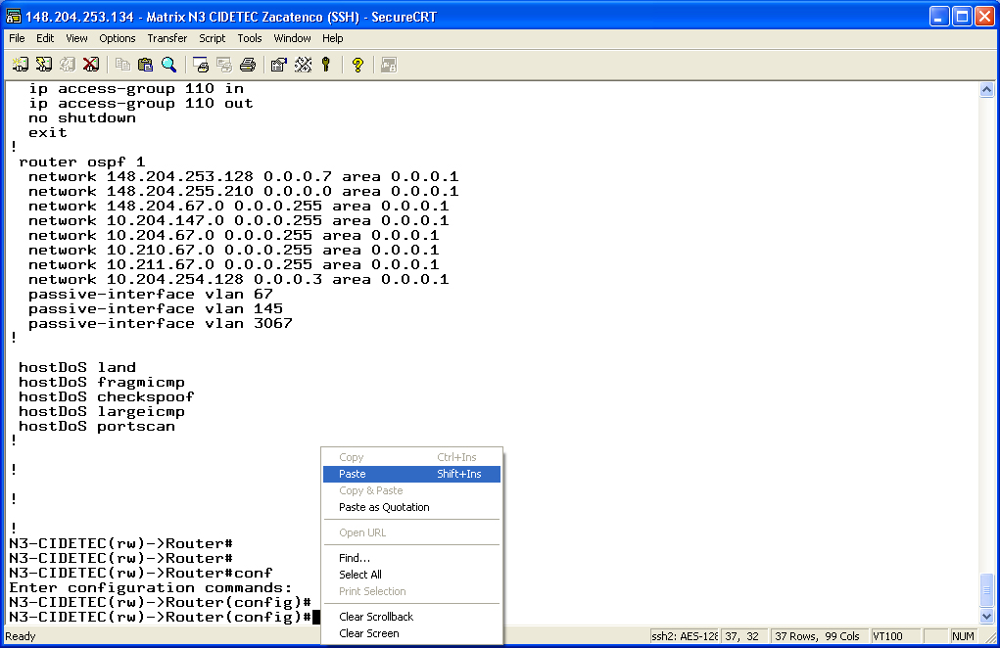 148.204.253.134 - Matrix N3 CIDETEC Zacatenco (SSH) - SecureCRT
File Edit View Options Transfer Script Tools Window Help
ip access-group 110 in
ip access-group 110 out
no shutdown
exit
!
router ospf 1
network 148.204.253.128 0.0.0.7 area 0.0.0.1
network 148.204.255.210 0.0.0.0 area 0.0.0.1
network 148.204.67.0 0.0.0.255 area 0.0.0.1
network 10.204.147.0 0.0.0.255 area 0.0.0.1
network 10.204.67.0 0.0.0.255 area 0.0.0.1
network 10.210.67.0 0.0.0.255 area 0.0.0.1
network 10.211.67.0 0.0.0.255 area 0.0.0.1
network 10.204.254.128 0.0.0.3 area 0.0.0.1
passive-interface vlan 67
passive-interface vlan 145
passive-interface vlan 3067
!
hostDoS land
hostDoS fragmicmp
hostDoS checkspoof
hostDoS largeicmp
hostDoS portscan
!
!
!
!
N3-CIDETEC(rw)->Router#
N3-CIDETEC(rw)->Router#
N3-CIDETEC(rw)->Router#conf
Enter configuration commands:
N3-CIDETEC(rw)->Router(config)#
N3-CIDETEC(rw)->Router(config)#
Copy Ctrl+Ins
Paste Shift+Ins
Copy & Paste
Paste as Quotation
Open URL
Find...
Select All
Print Selection
Clear Scrollback
Clear Screen
Ready ssh2: AES-128 37, 32 37 Rows, 99 Cols VT100 NUM